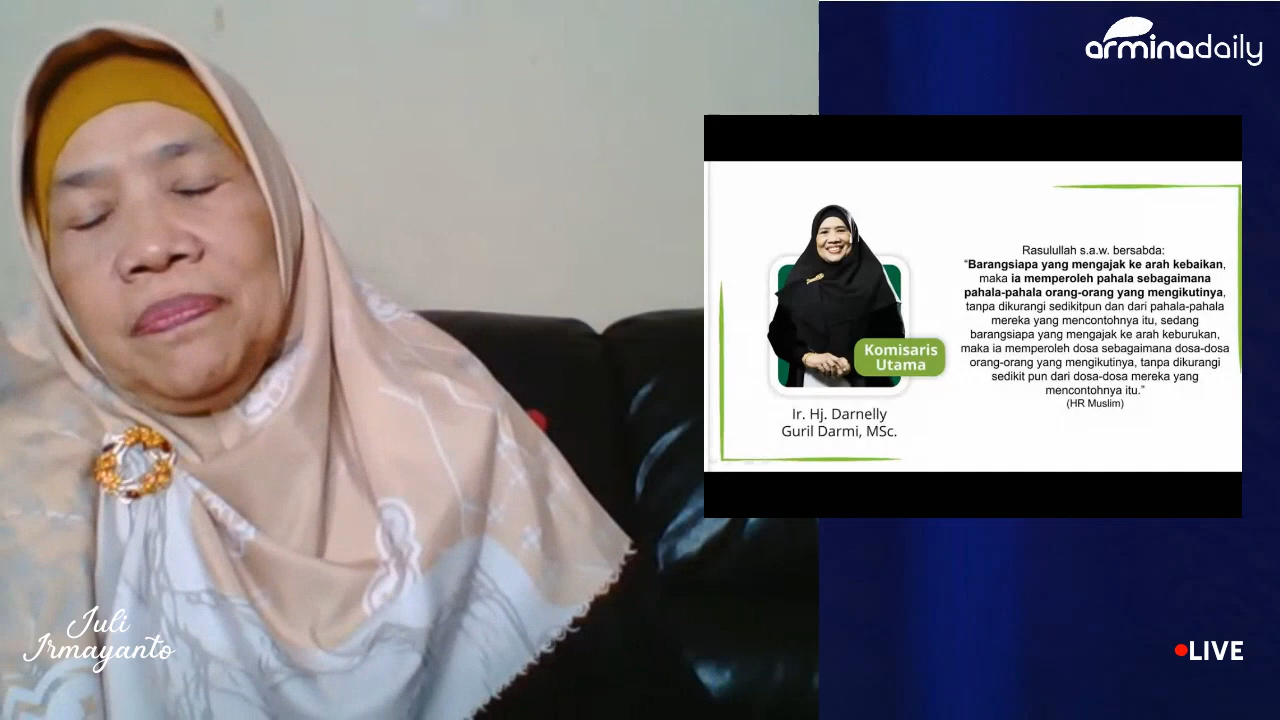 arminadaily
Rasulullah s.a.w. bersabda:
“Barangsiapa yang mengajak ke arah kebaikan,
maka ia memperoleh pahala sebagaimana
pahala-pahala orang-orang yang mengikutinya,
tanpa dikurangi sedikitpun dan dari pahala-pahala
mereka yang mencontohnya itu, sedang
barangsiapa yang mengajak ke arah keburukan,
maka ia memperoleh dosa sebagaimana dosa-dosa
orang-orang yang mengikutinya, tanpa dikurangi
sedikit pun dari dosa-dosa mereka yang
mencontohnya itu.”
(HR Muslim)
Komisaris
Utama
Ir. Hj. Darnelly
Guril Darmi, MSc.
Juli
Irmayanto
LIVE